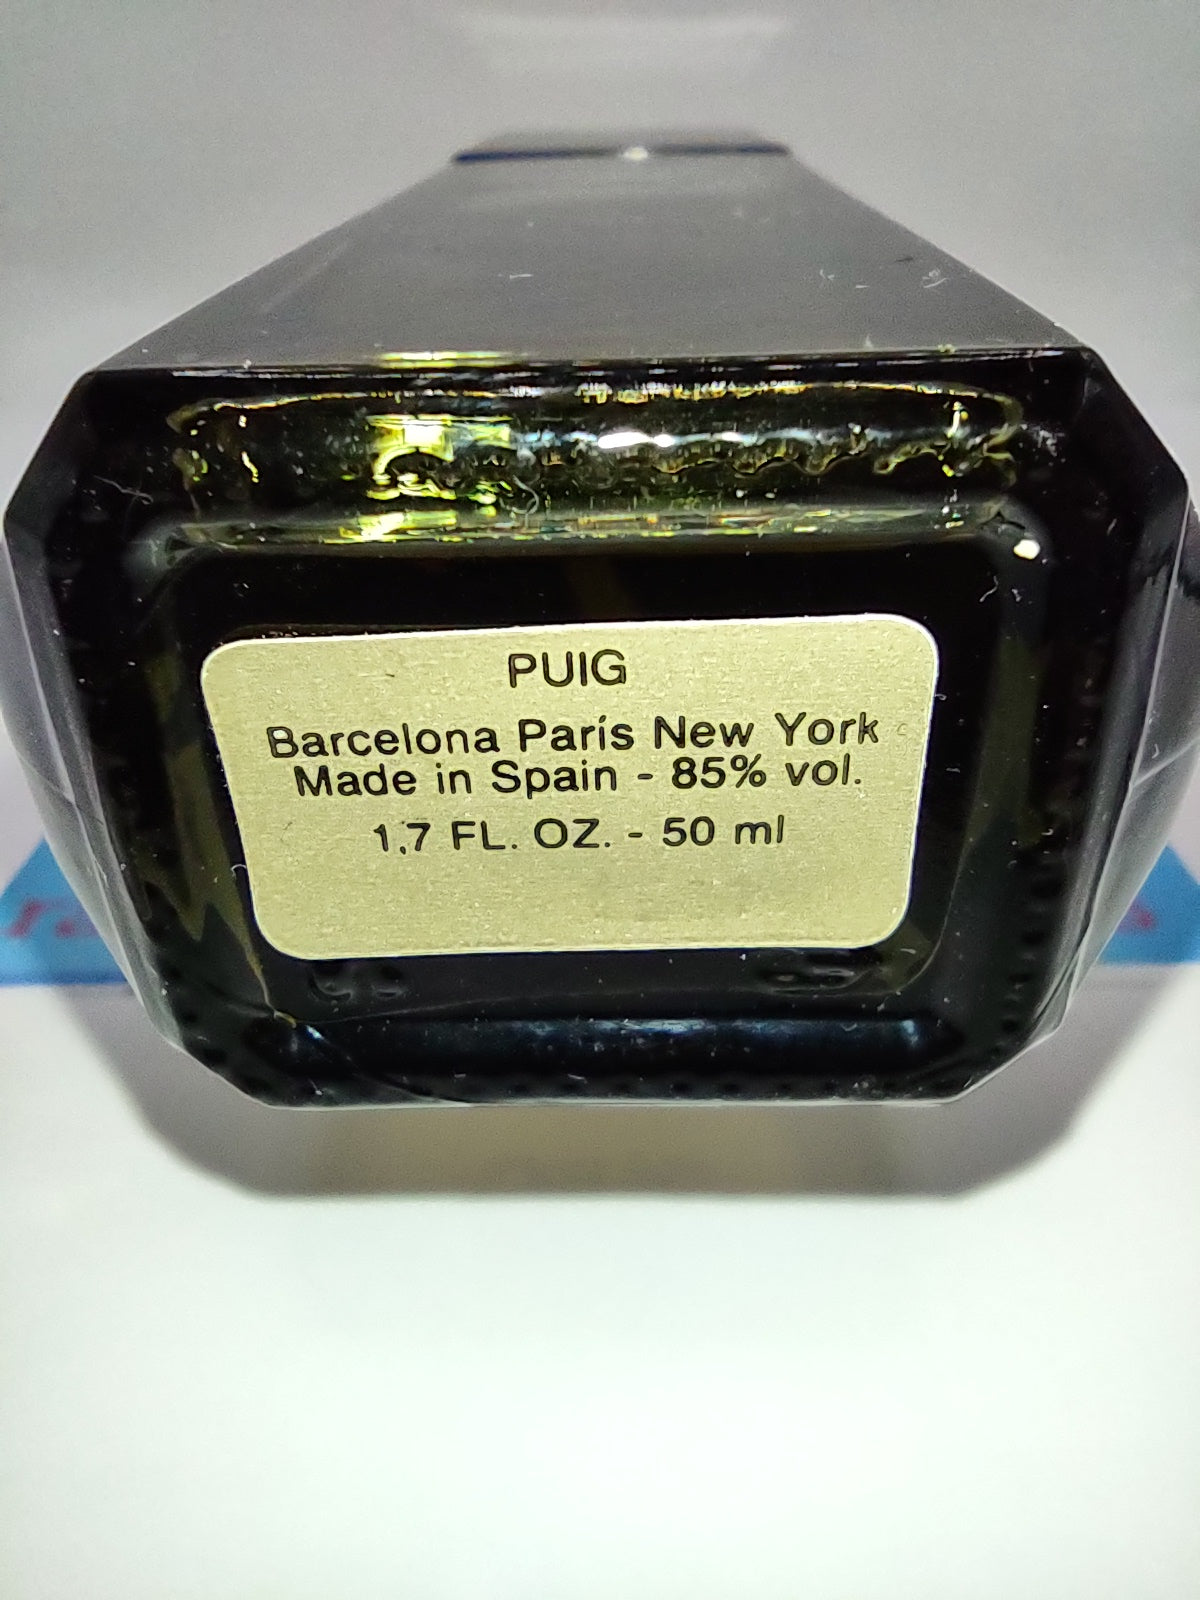 PUIG
Barcelona París New York
Made in Spain - 85% vol.
1,7 FL. OZ. - 50 ml